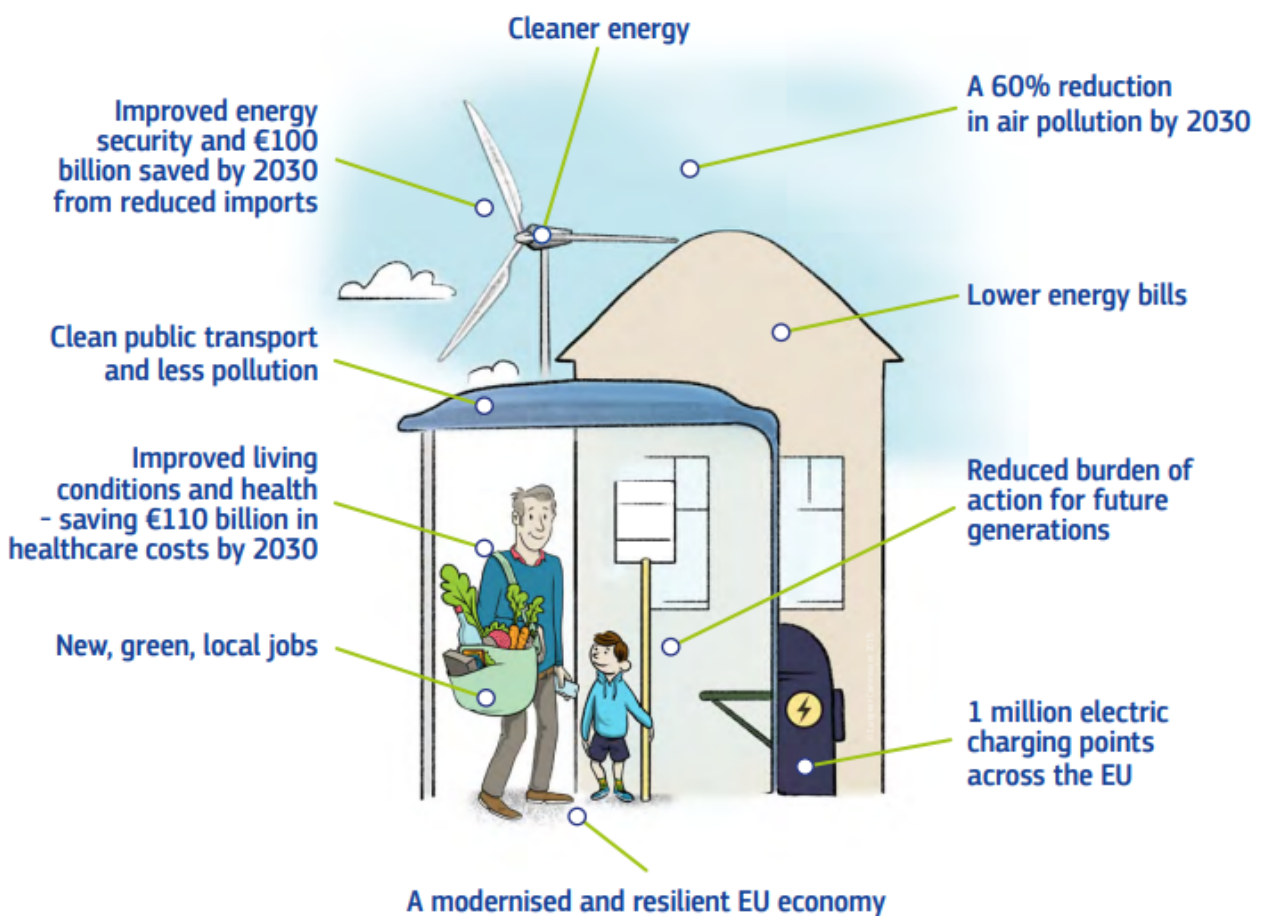 Cleaner energy
Improved energy
security and €100
billion saved by 2030
from reduced imports
A 60% reduction
in air pollution by 2030
Lower energy bills
Clean public transport
and less pollution
Improved living
conditions and health
- saving €110 billion in
healthcare costs by 2030
Reduced burden of
action for future
generations
New, green, local jobs
1 million electric
charging points
across the EU
A modernised and resilient EU economy